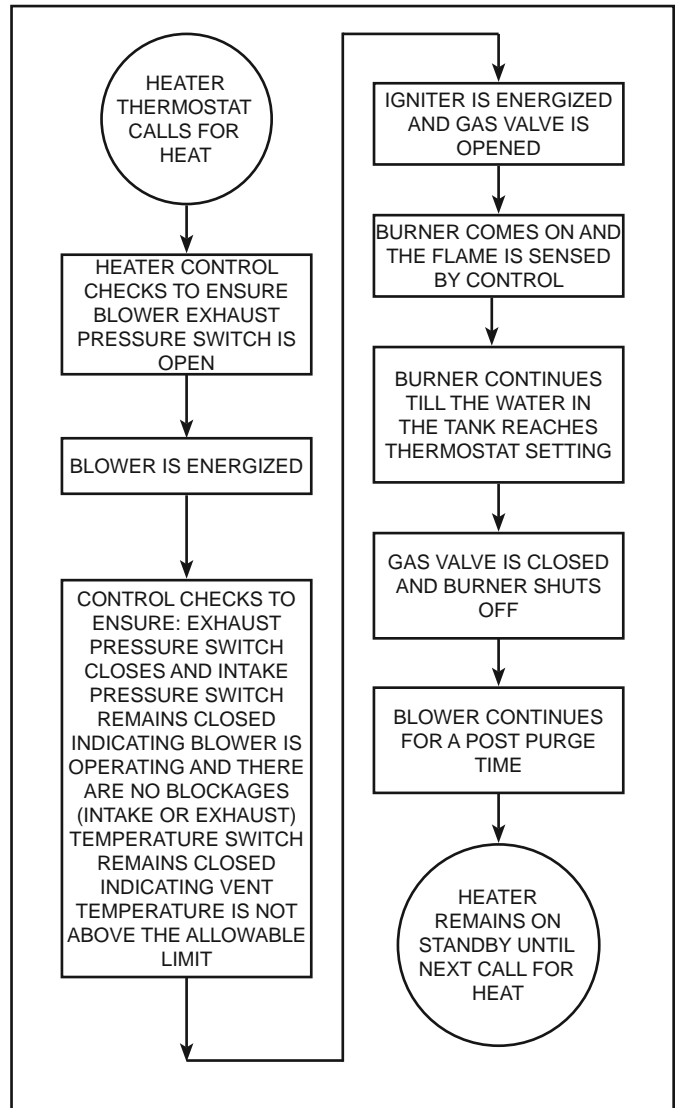 HEATER
THERMOSTAT
CALLS FOR
HEAT
HEATER CONTROL
CHECKS TO ENSURE
BLOWER EXHAUST
PRESSURE SWITCH IS
OPEN
BLOWER IS ENERGIZED
CONTROL CHECKS TO
ENSURE: EXHAUST
PRESSURE SWITCH
CLOSES AND INTAKE
PRESSURE SWITCH
REMAINS CLOSED
INDICATING BLOWER IS
OPERATING AND THERE
ARE NO BLOCKAGES
(INTAKE OR EXHAUST)
TEMPERATURE SWITCH
REMAINS CLOSED
INDICATING VENT
TEMPERATURE IS NOT
ABOVE THE ALLOWABLE
LIMIT
IGNITER IS ENERGIZED
AND GAS VALVE IS
OPENED
BURNER COMES ON AND
THE FLAME IS SENSED
BY CONTROL
BURNER CONTINUES
TILL THE WATER IN
THE TANK REACHES
THERMOSTAT SETTING
GAS VALVE IS CLOSED
AND BURNER SHUTS
OFF
BLOWER CONTINUES
FOR A POST PURGE
TIME
HEATER
REMAINS ON
STANDBY UNTIL
NEXT CALL FOR
HEAT